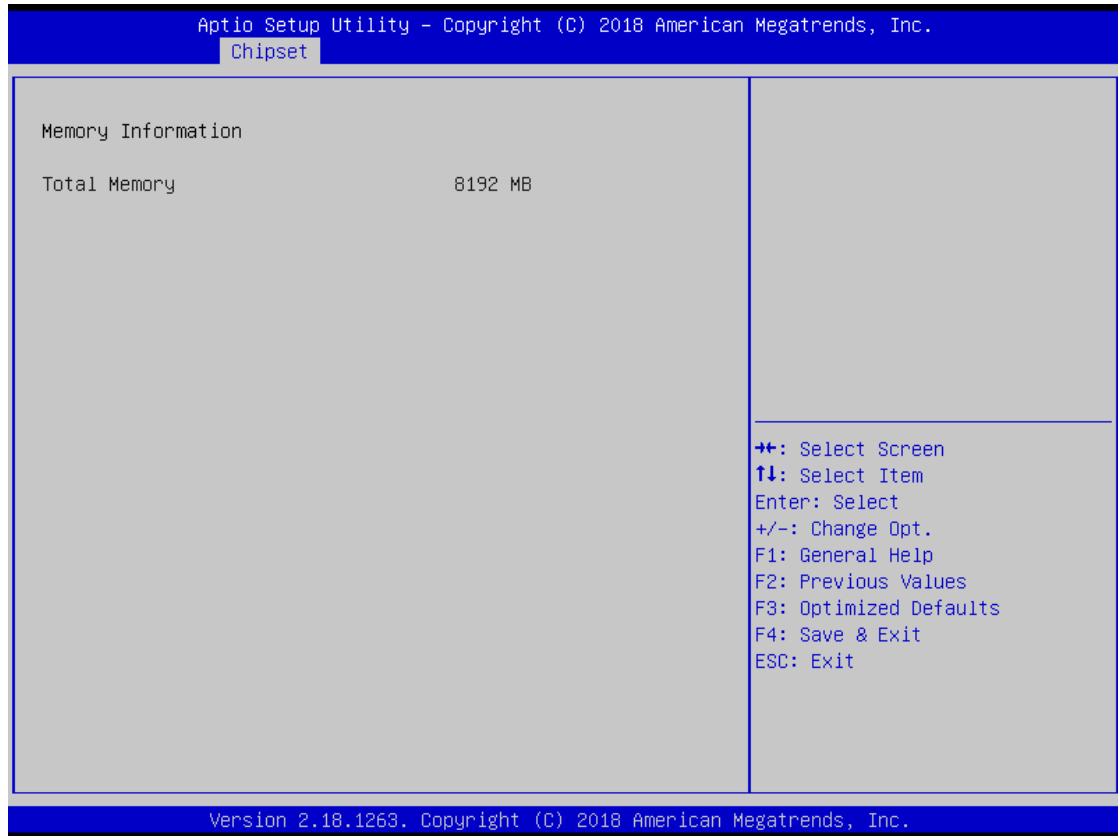 Aptio Setup Utility – Copyright (C) 2018 American Megatrends, Inc.
Chipset
Memory Information
Total Memory 8192 MB
→←: Select Screen
↑↓: Select Item
Enter: Select
+/-: Change Opt.
F1: General Help
F2: Previous Values
F3: Optimized Defaults
F4: Save & Exit
ESC: Exit
Version 2.18.1263. Copyright (C) 2018 American Megatrends, Inc.